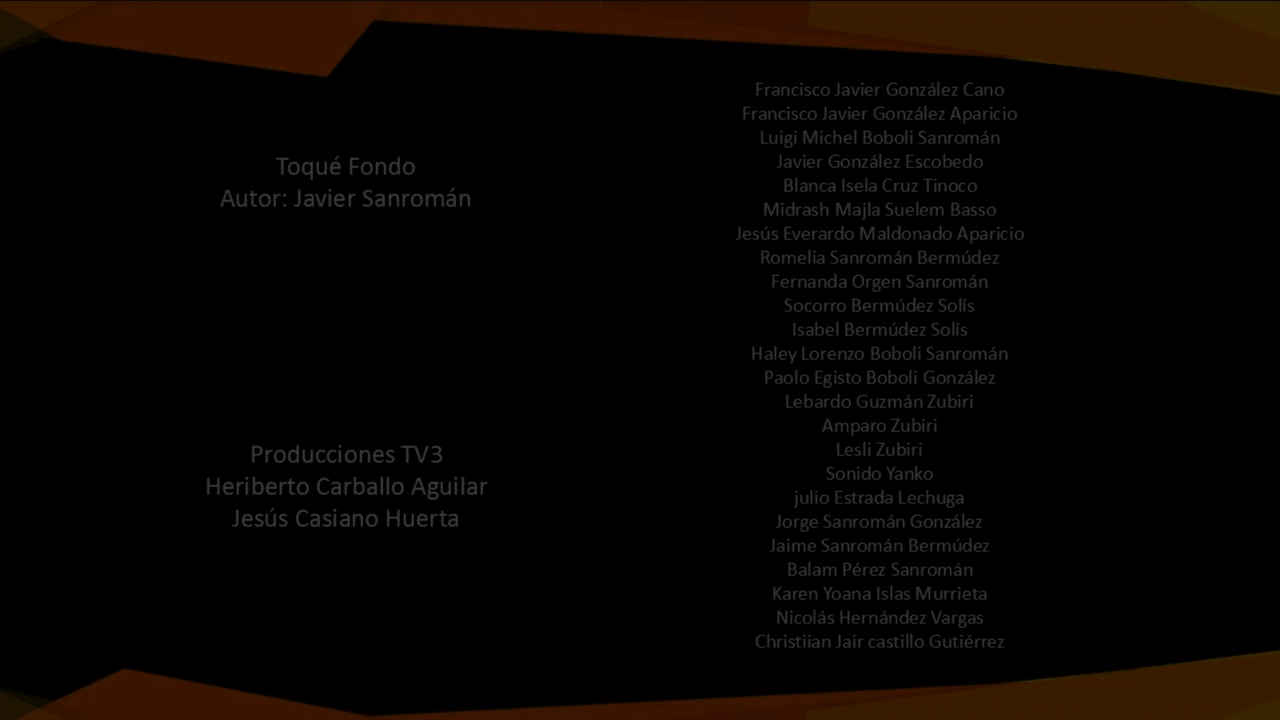 Toqué Fondo
Autor: Javier Sanromán
Producciones TV3
Heriberto Carballo Aguilar
Jesús Casiano Huerta
Francisco Javier González Cano
Francisco Javier González Aparicio
Luigi Michel Boboli Sanromán
Javier González Escobedo
Blanca Isela Cruz Tinoco
Midrash Majla Suelem Basso
Jesús Everardo Maldonado Aparicio
Romelia Sanromán Bermúdez
Fernanda Orgen Sanromán
Socorro Bermúdez Solís
Isabel Bermúdez Solís
Haley Lorenzo Boboli Sanromán
Paolo Egisto Boboli González
Lebardo Guzmán Zubiri
Amparo Zubiri
Lesli Zubiri
Sonido Yanko
julio Estrada Lechuga
Jorge Sanromán González
Jaime Sanromán Bermúdez
Balam Pérez Sanromán
Karen Yoana Islas Murrieta
Nicolás Hernández Vargas
Christiian Jair castillo Gutiérrez